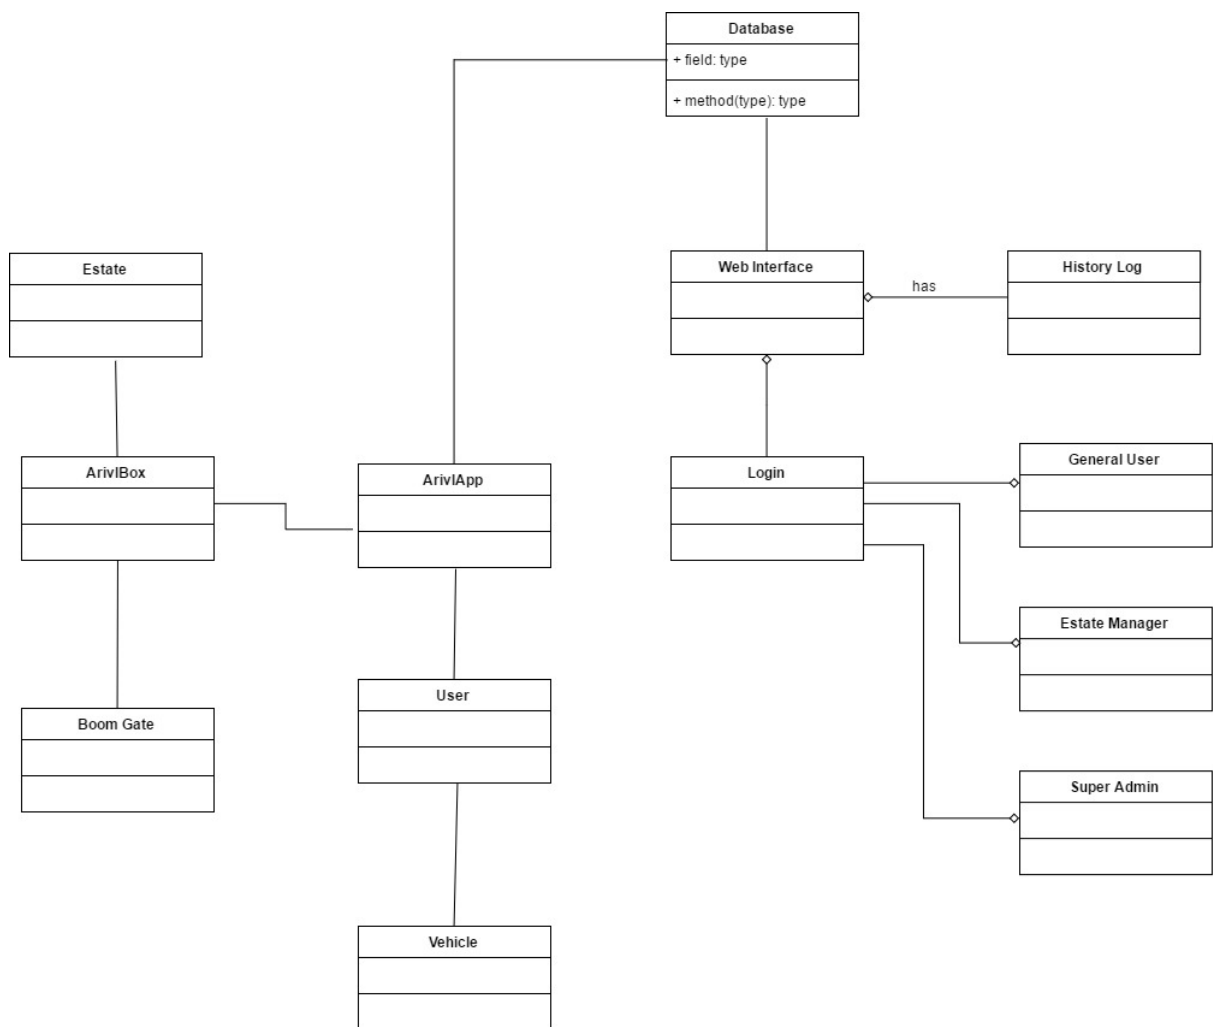 Database
+ field: type
+ method(type): type
Estate
Web Interface
History Log
has
ArivlBox
ArivlApp
Login
General User
Estate Manager
User
Boom Gate
Super Admin
Vehicle